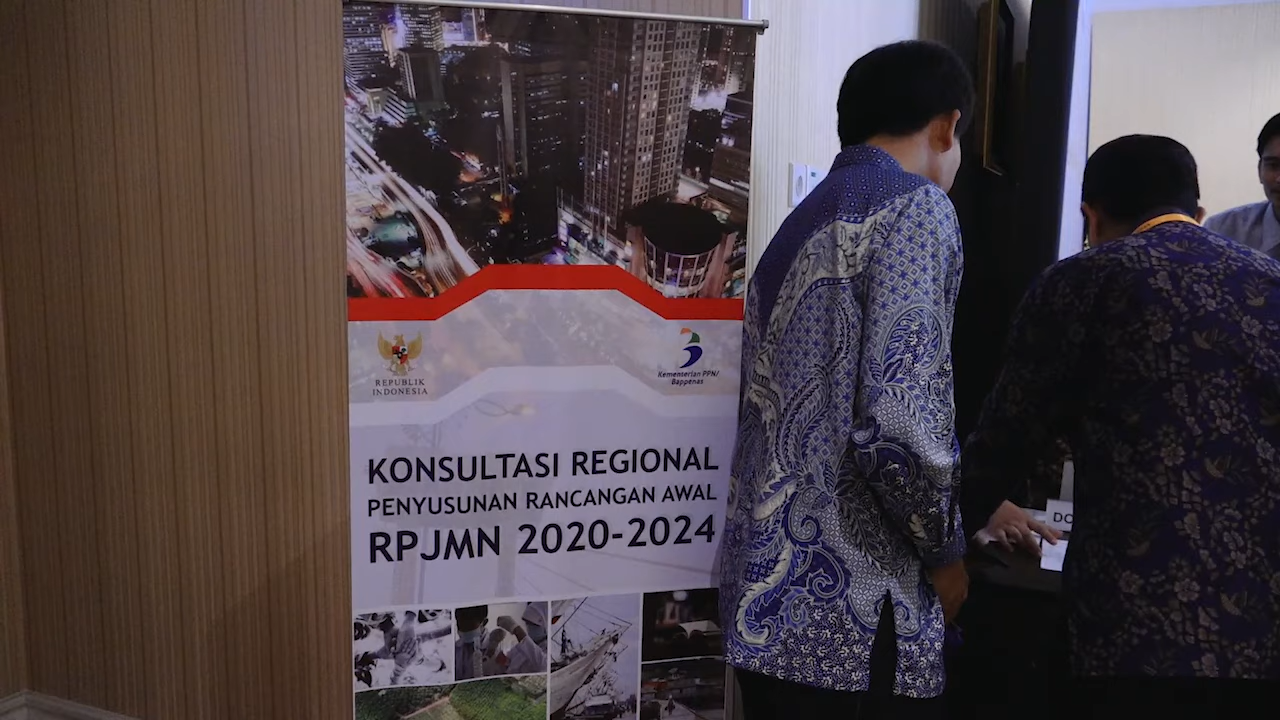 REPUBLIK
INDONESIA
Kementerian PPN/
Bappenas
KONSULTASI REGIONAL
PENYUSUNAN RANCANGAN AWAL
RPJMN 2020-2024